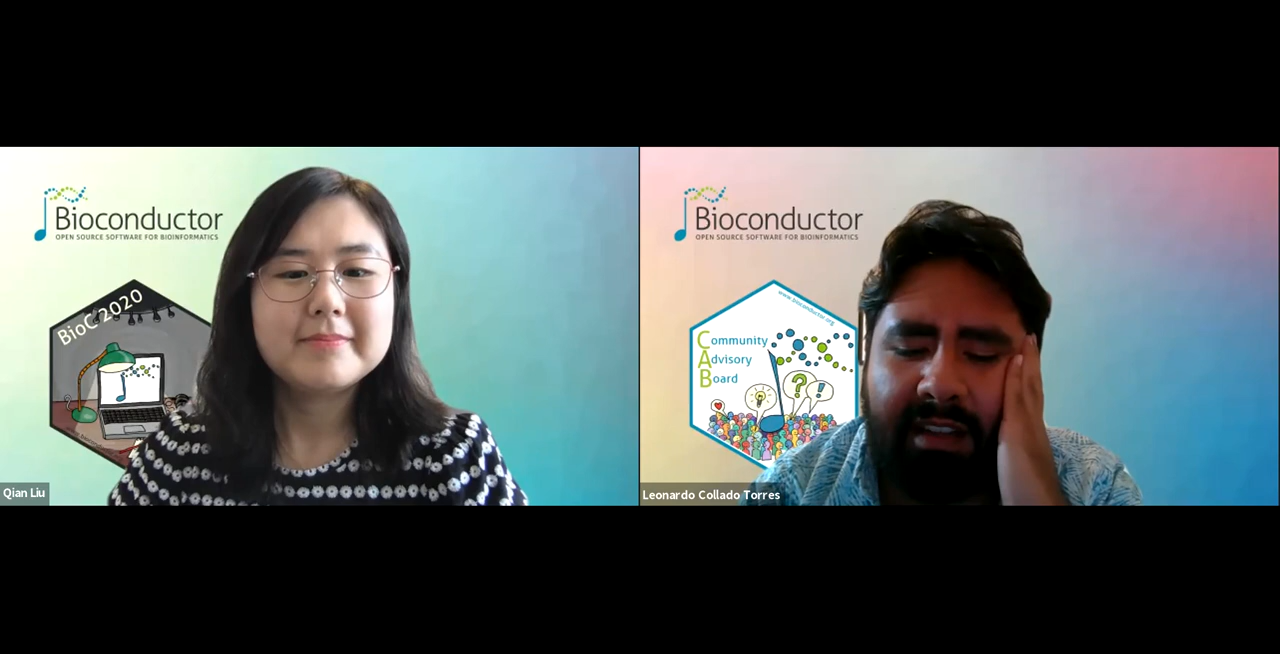 Bioconductor
OPEN SOURCE SOFTWARE FOR BIOINFORMATICS
BioC 2020
Qian Liu
Bioconductor
OPEN SOURCE SOFTWARE FOR BIOINFORMATICS
www.bioconductor.org
Community
Advisory
Board
? !
Leonardo Collado Torres